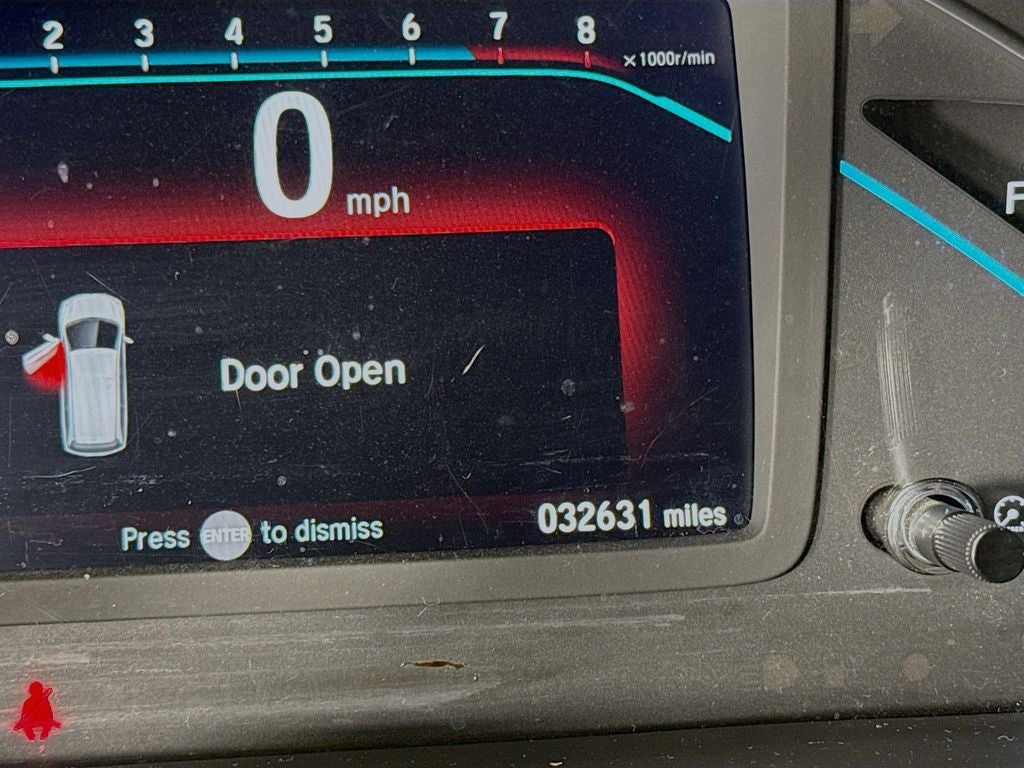 2 3 4 5 6 7 8 ×1000r/min
0 mph
F
Door Open
Press ENTER to dismiss
032631 miles